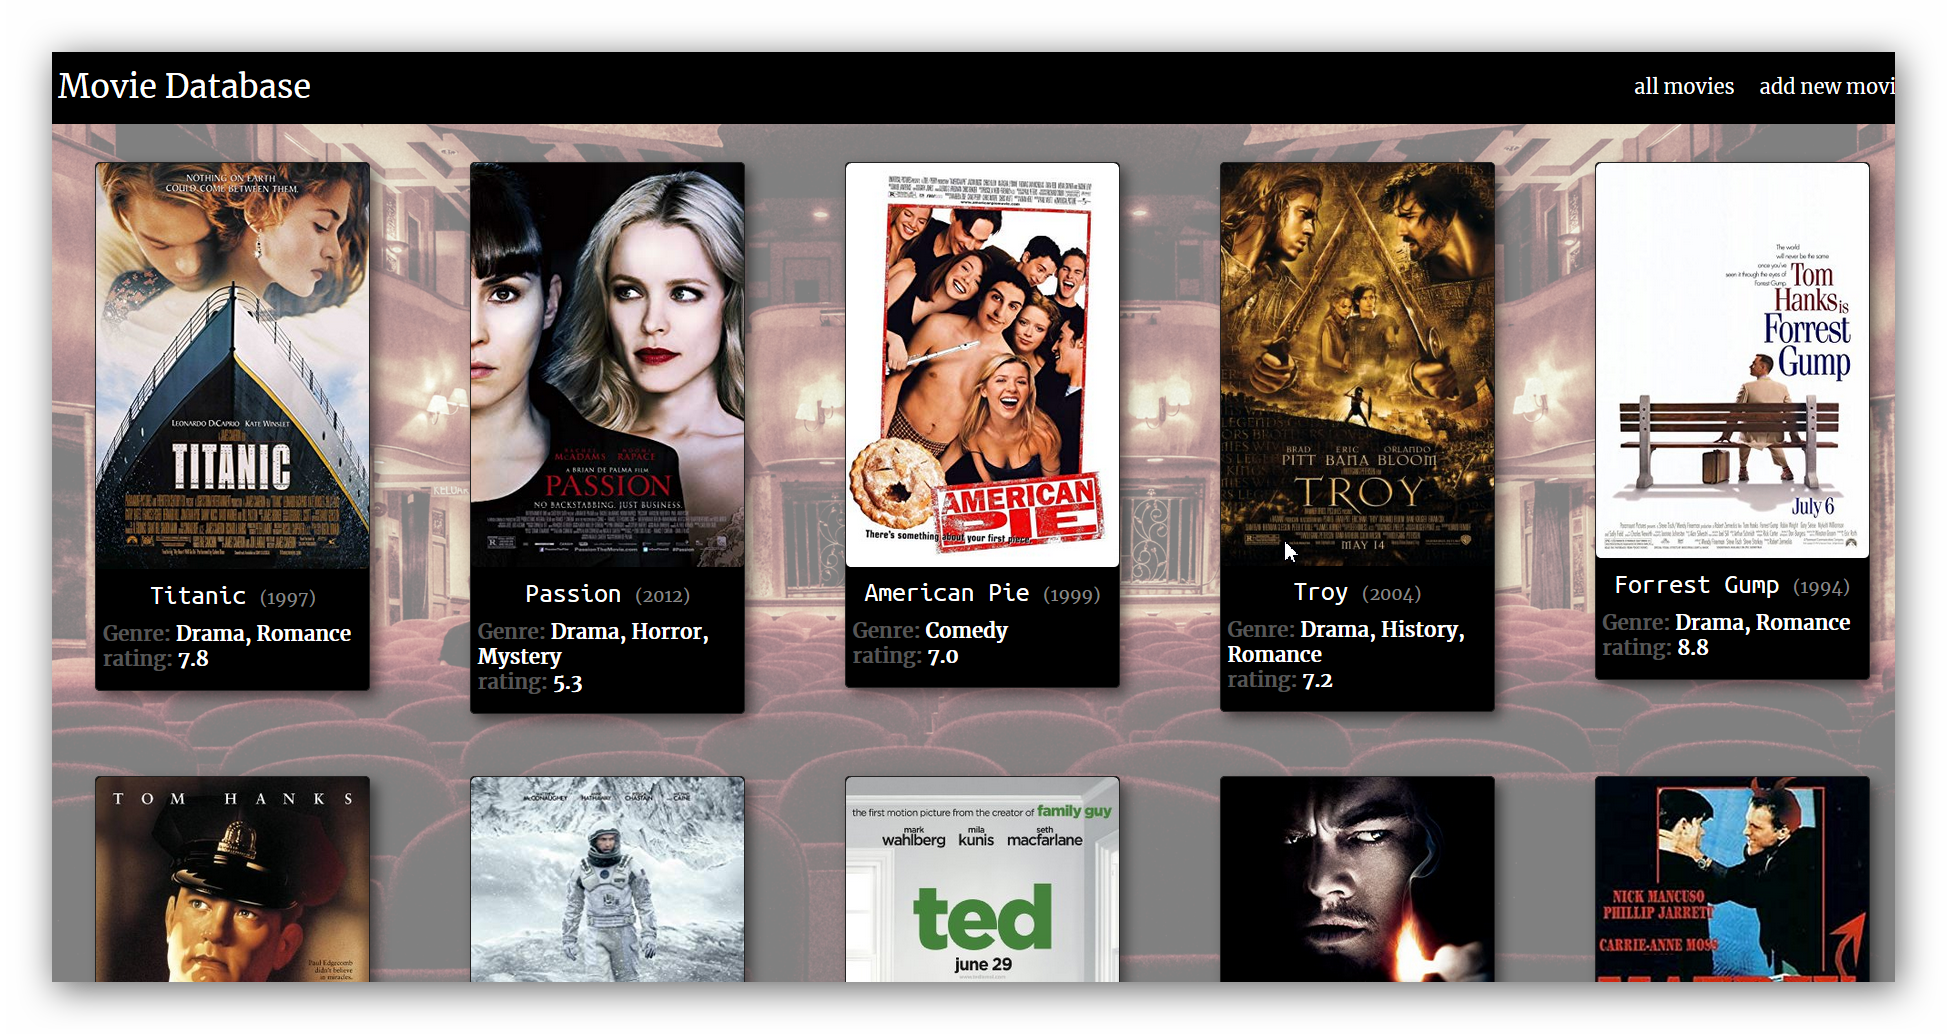 Movie Database
all movies
add new movi
NOTHING ON EARTH
COULD COME BETWEEN THEM.
LEONARDO DiCAPRIO KATE WINSLET
TITANIC
Titanic (1997)
Genre: Drama, Romance
rating: 7.8
RACHEL NOOMI
McADAMS RAPACE
A BRIAN DE PALMA FILM
PASSION
NO BACKSTABBING. JUST BUSINESS.
Passion (2012)
Genre: Drama, Horror,
Mystery
rating: 5.3
AMERICAN
PIE
There's something about your first piece.
American Pie (1999)
Genre: Comedy
rating: 7.0
BRAD ERIC ORLANDO
PITT BANA BLOOM
TROY
MAY 14
Troy (2004)
Genre: Drama, History,
Romance
rating: 7.2
The world
will never be the same
once you've
seen it through the eyes of
Forrest Gump
Tom
Hanks is
Forrest
Gump
July 6
Forrest Gump (1994)
Genre: Drama, Romance
rating: 8.8
TOM HANKS
Paul Edgecomb
didn't believe
in miracles.
McCONAUGHEY HATHAWAY CHASTAIN CAINE
the first motion picture from the creator of family guy
mark mila seth
wahlberg kunis macfarlane
ted
june 29
NICK MANCUSO
PHILLIP JARRETT
CARRIE-ANNE MOSS